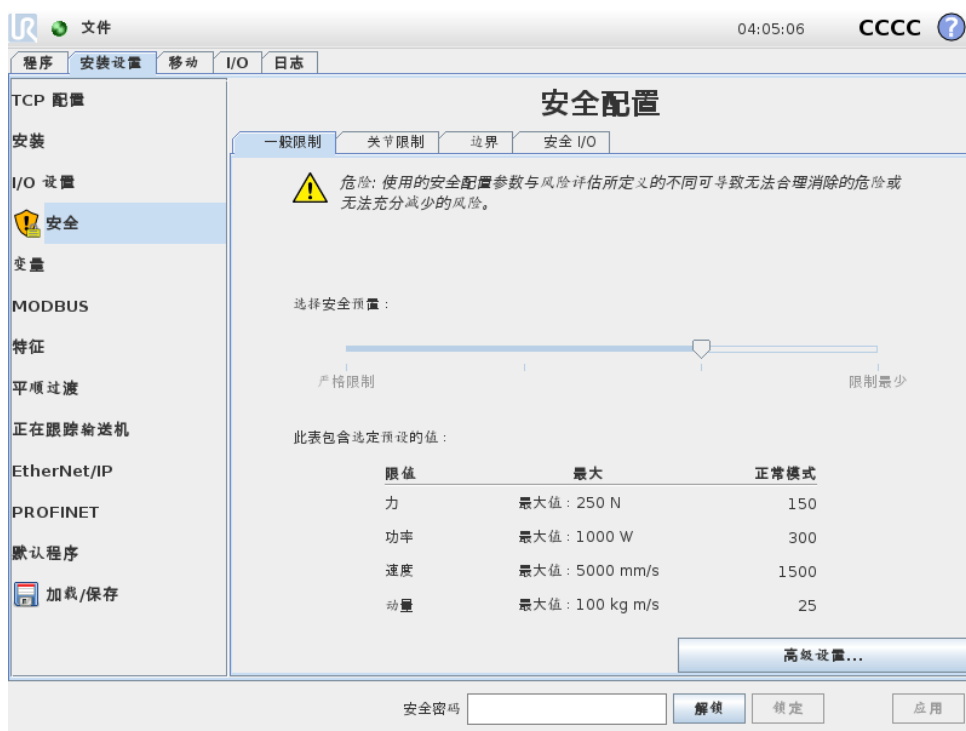 UR 文件 04:05:06 CCCC ?
程序 安装设置 移动 I/O 日志
TCP 配置
安装
I/O 设置
安全
变量
MODBUS
特征
平顺过渡
正在跟踪输送机
EtherNet/IP
PROFINET
默认程序
加载/保存
安全配置
一般限制 关节限制 边界 安全 I/O
危险: 使用的安全配置参数与风险评估所定义的不同可导致无法合理消除的危险或
无法充分减少的风险。
选择安全预置：
严格限制 限制最少
此表包含选定预设的值：
限值 最大 正常模式
力 最大值：250 N 150
功率 最大值：1000 W 300
速度 最大值：5000 mm/s 1500
动量 最大值：100 kg m/s 25
高级设置...
安全密码 解锁 锁定 应用